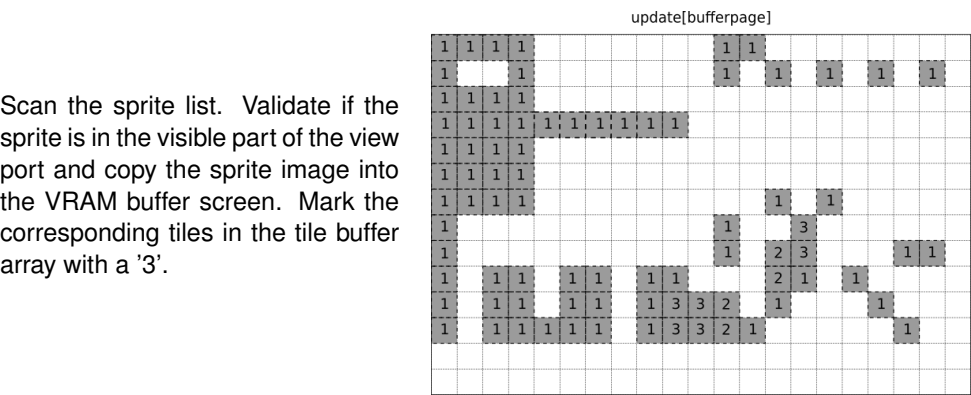 update[bufferpage]
Scan the sprite list. Validate if the
sprite is in the visible part of the view
port and copy the sprite image into
the VRAM buffer screen. Mark the
corresponding tiles in the tile buffer
array with a '3'.
1 1 1 1 1 1
1 1 1 1 1 1 1
1 1 1 1
1 1 1 1 1 1 1 1 1 1
1 1 1 1
1 1 1 1
1 1 1 1 1 1
1 1 3
1 1 2 3 1 1
1 1 1 1 1 1 1 2 1 1
1 1 1 1 1 1 3 3 2 1 1
1 1 1 1 1 1 1 3 3 2 1 1